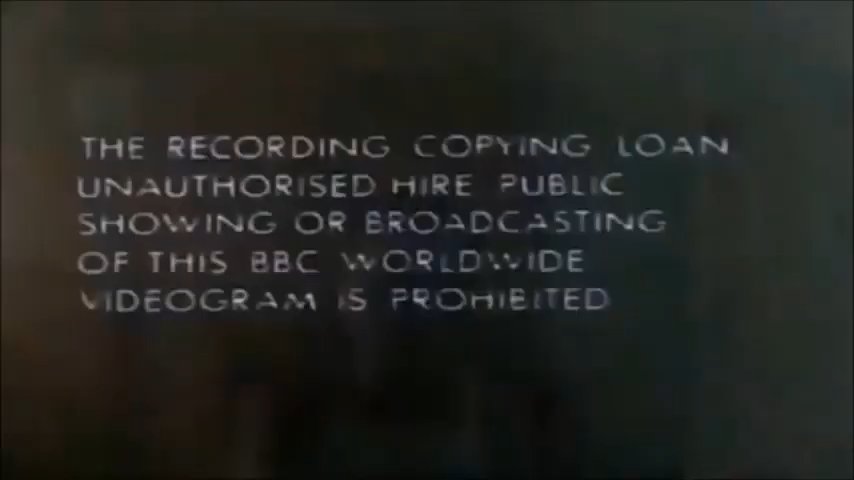 THE RECORDING COPYING LOAN
UNAUTHORISED HIRE PUBLIC
SHOWING OR BROADCASTING
OF THIS BBC WORLDWIDE
VIDEOGRAM IS PROHIBITED